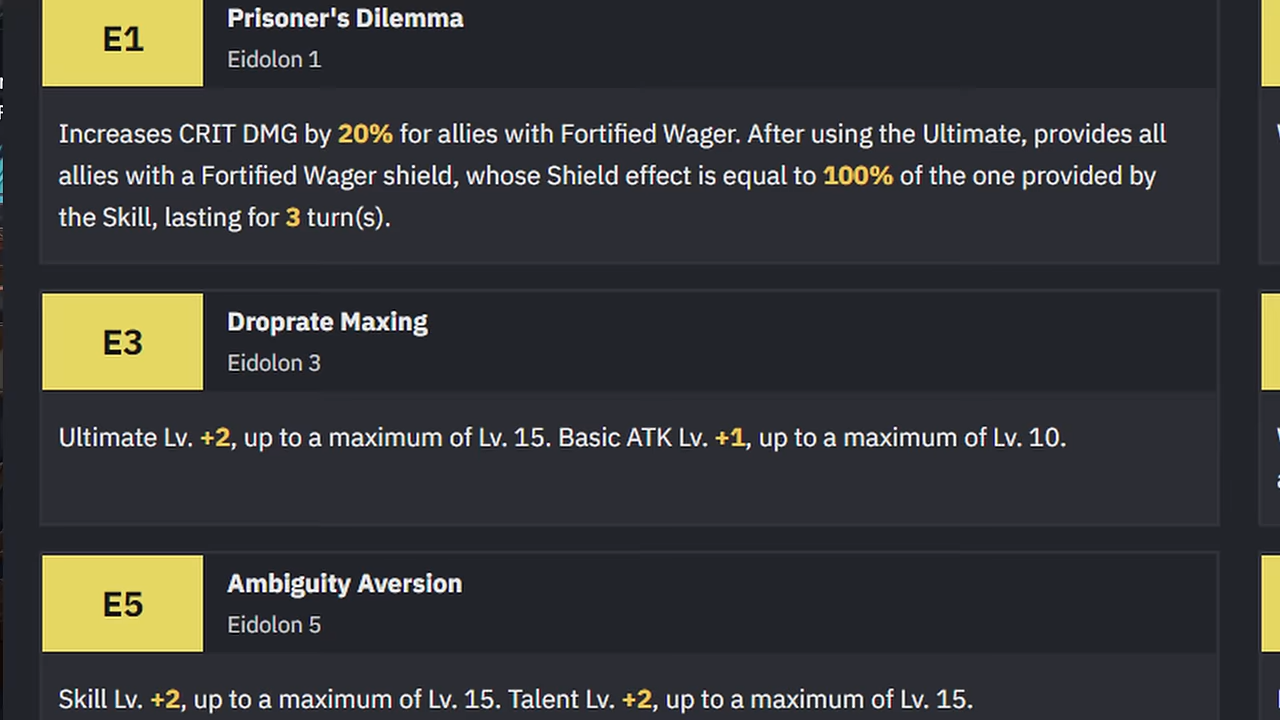 E1
Prisoner's Dilemma
Eidolon 1
Increases CRIT DMG by 20% for allies with Fortified Wager. After using the Ultimate, provides all
allies with a Fortified Wager shield, whose Shield effect is equal to 100% of the one provided by
the Skill, lasting for 3 turn(s).
E3
Droprate Maxing
Eidolon 3
Ultimate Lv. +2, up to a maximum of Lv. 15. Basic ATK Lv. +1, up to a maximum of Lv. 10.
E5
Ambiguity Aversion
Eidolon 5
Skill Lv. +2, up to a maximum of Lv. 15. Talent Lv. +2, up to a maximum of Lv. 15.